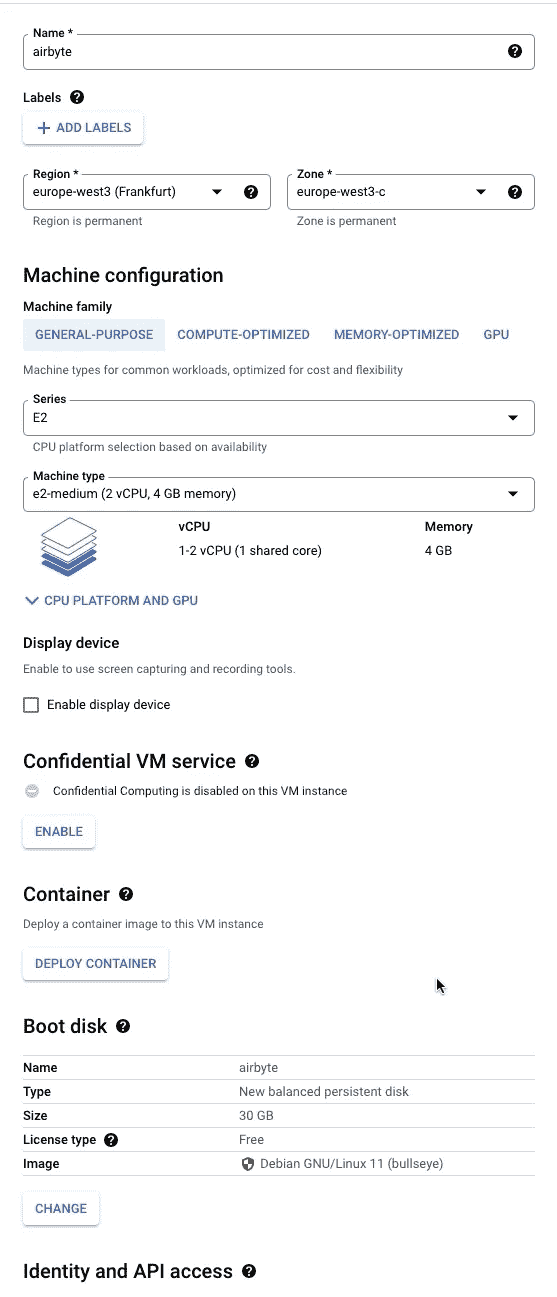 Name *
airbyte
Labels
ADD LABELS
Region * Zone *
europe-west3 (Frankfurt) europe-west3-c
Region is permanent Zone is permanent
Machine configuration
Machine family
GENERAL-PURPOSE COMPUTE-OPTIMIZED MEMORY-OPTIMIZED GPU
Machine types for common workloads, optimized for cost and flexibility
Series
E2
CPU platform selection based on availability
Machine type
e2-medium (2 vCPU, 4 GB memory)
vCPU Memory
1-2 vCPU (1 shared core) 4 GB
CPU PLATFORM AND GPU
Display device
Enable to use screen capturing and recording tools.
Enable display device
Confidential VM service
Confidential Computing is disabled on this VM instance
ENABLE
Container
Deploy a container image to this VM instance
DEPLOY CONTAINER
Boot disk
Name airbyte
Type New balanced persistent disk
Size 30 GB
License type Free
Image Debian GNU/Linux 11 (bullseye)
CHANGE
Identity and API access